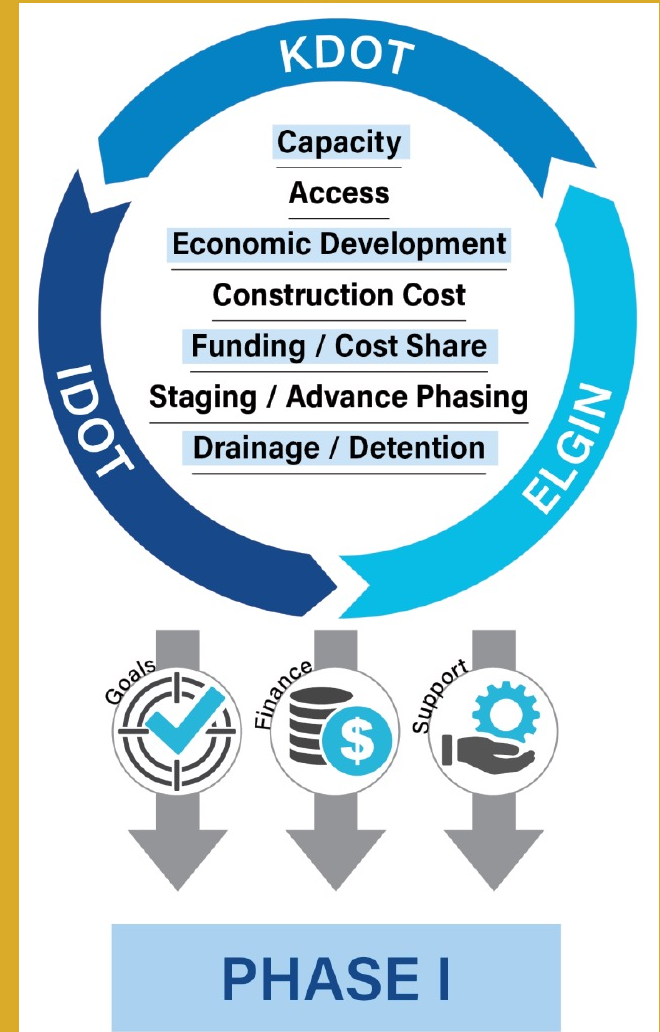 KDOT
Capacity
Access
Economic Development
Construction Cost
Funding / Cost Share
Staging / Advance Phasing
Drainage / Detention
IDOT
ELGIN
Goals
Finance
Support
$
PHASE I